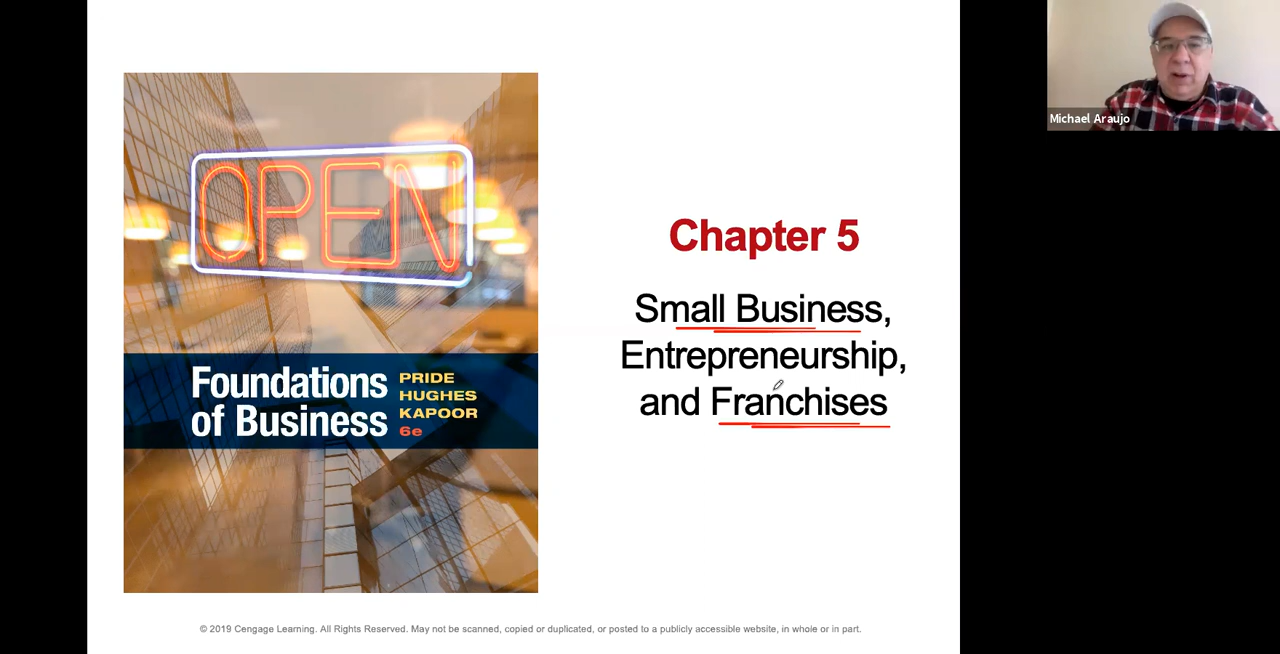 OPEN
Foundations
of Business
PRIDE
HUGHES
KAPOOR
6e
Chapter 5
Small Business,
Entrepreneurship,
and Franchises
© 2019 Cengage Learning. All Rights Reserved. May not be scanned, copied or duplicated, or posted to a publicly accessible website, in whole or in part.
Michael Araujo